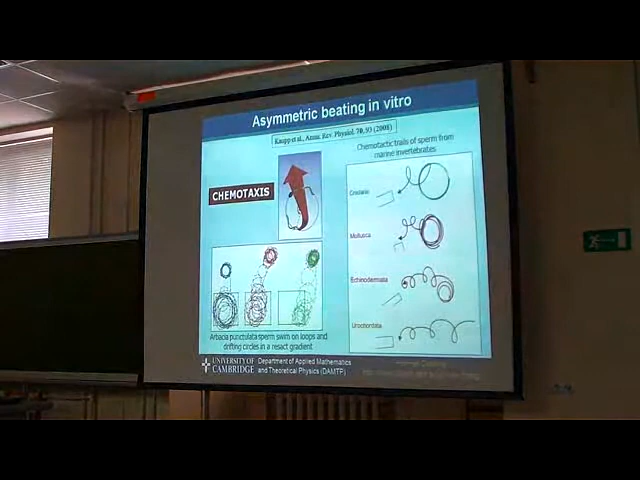 Asymmetric beating in vitro
Kaupp et al., Annu. Rev. Physiol. 70, 93 (2008)
Chemotactic trails of sperm from
marine invertebrates
CHEMOTAXIS
Cnidaria
Mollusca
Echinodermata
Urochordata
Arbacia punctulata sperm swim on loops and
drifting circles in a resact gradient
UNIVERSITY OF
CAMBRIDGE
Department of Applied Mathematics
and Theoretical Physics (DAMTP)